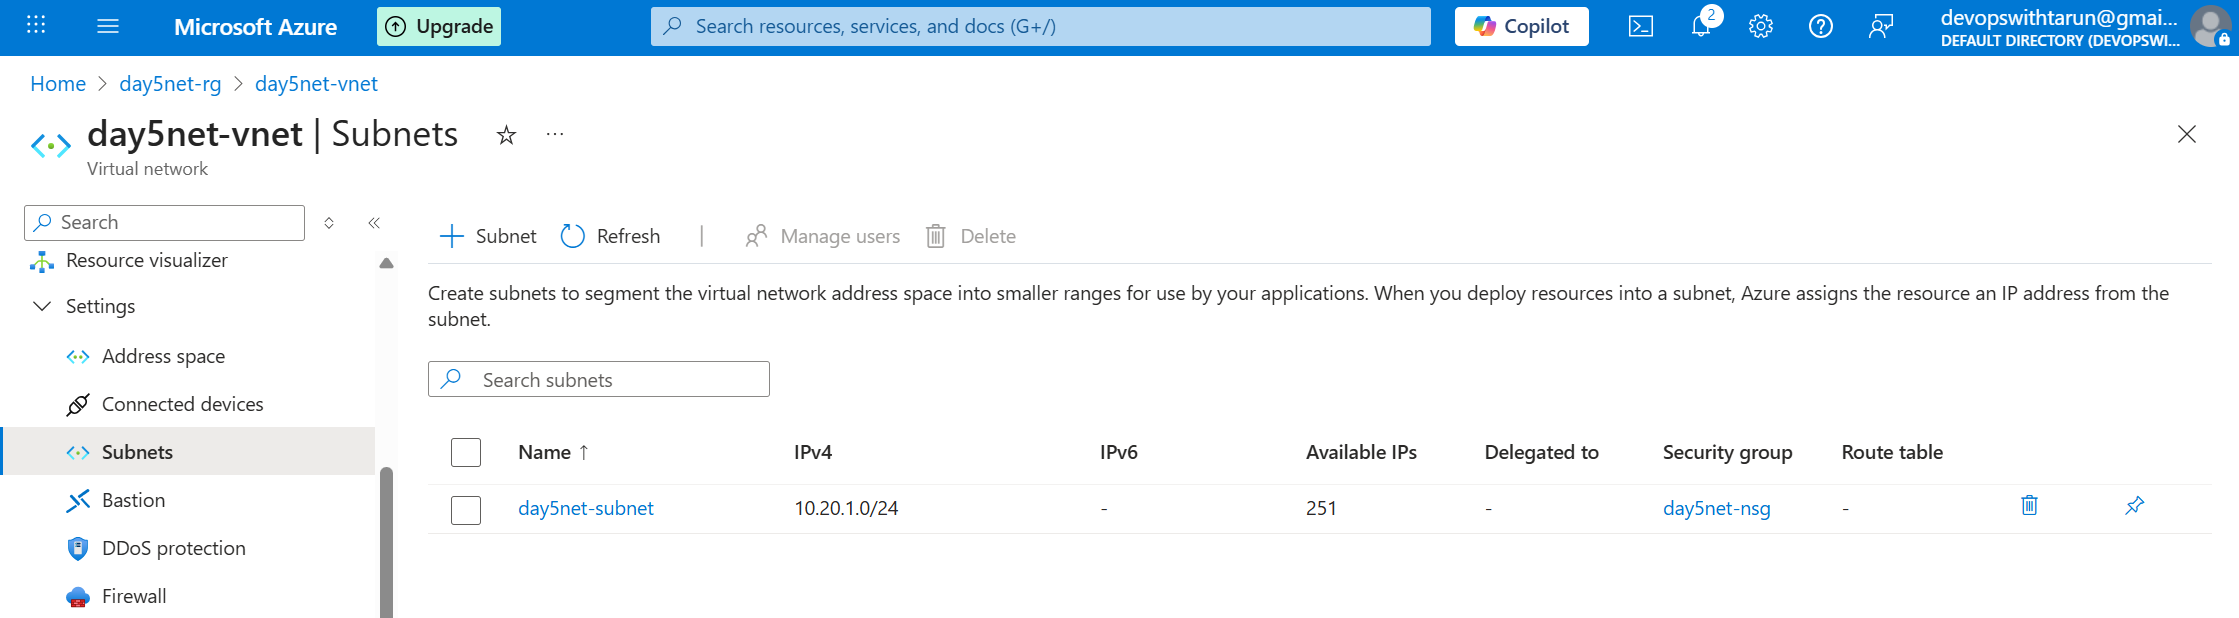 Microsoft Azure
Upgrade
Search resources, services, and docs (G+/)
Copilot
2
devopswithtarun@gmai...
DEFAULT DIRECTORY (DEVOPSWI...
Home > day5net-rg > day5net-vnet
day5net-vnet | Subnets
Virtual network
Search
Subnet
Refresh
Manage users
Delete
Resource visualizer
Settings
Address space
Connected devices
Subnets
Bastion
DDoS protection
Firewall
Create subnets to segment the virtual network address space into smaller ranges for use by your applications. When you deploy resources into a subnet, Azure assigns the resource an IP address from the
subnet.
Search subnets
Name ↑ IPv4 IPv6 Available IPs Delegated to Security group Route table
day5net-subnet 10.20.1.0/24 - 251 - day5net-nsg -